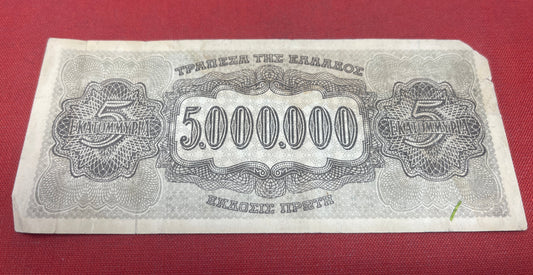 ΤΡΑΠΕΖΑ ΤΗΣ ΕΛΛΑΔΟΣ
5
ΕΚΑΤΟΜΜΥΡΙΑ
5.000.000
5
ΕΚΑΤΟΜΜΥΡΙΑ
ΕΚΔΟΣΙΣ ΠΡΩΤΗ